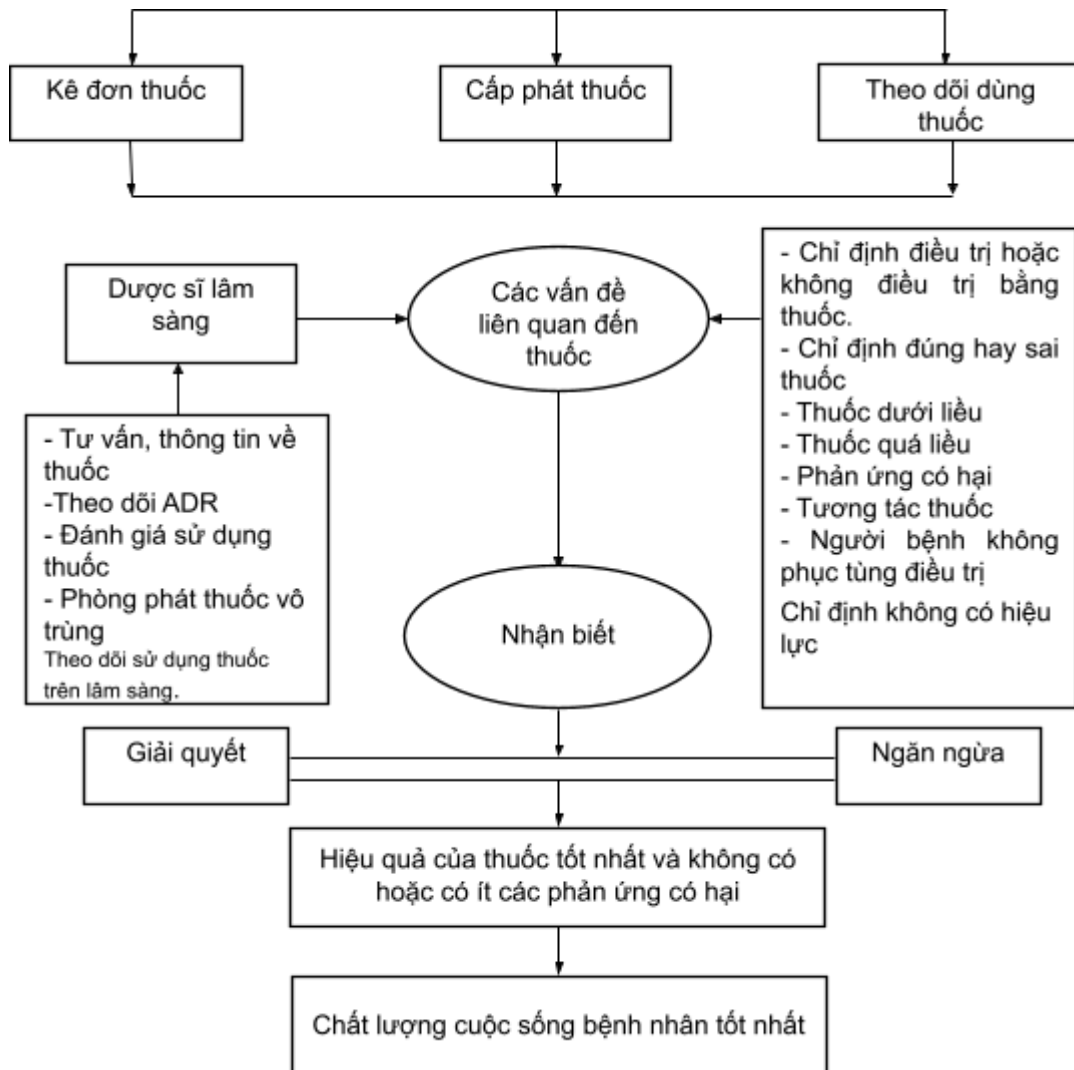 Kê đơn thuốc
Cấp phát thuốc
Theo dõi dùng
thuốc
Dược sĩ lâm
sàng
Các vấn đề
liên quan đến
thuốc
- Chỉ định điều trị hoặc
không điều trị bằng
thuốc.
- Chỉ định đúng hay sai
thuốc
- Thuốc dưới liều
- Thuốc quá liều
- Phản ứng có hại
- Tương tác thuốc
- Người bệnh không
phục tùng điều trị
Chỉ định không có hiệu
lực
- Tư vấn, thông tin về
thuốc
-Theo dõi ADR
- Đánh giá sử dụng
thuốc
- Phòng phát thuốc vô
trùng
Theo dõi sử dụng thuốc
trên lâm sàng.
Nhận biết
Giải quyết
Ngăn ngừa
Hiệu quả của thuốc tốt nhất và không có
hoặc có ít các phản ứng có hại
Chất lượng cuộc sống bệnh nhân tốt nhất